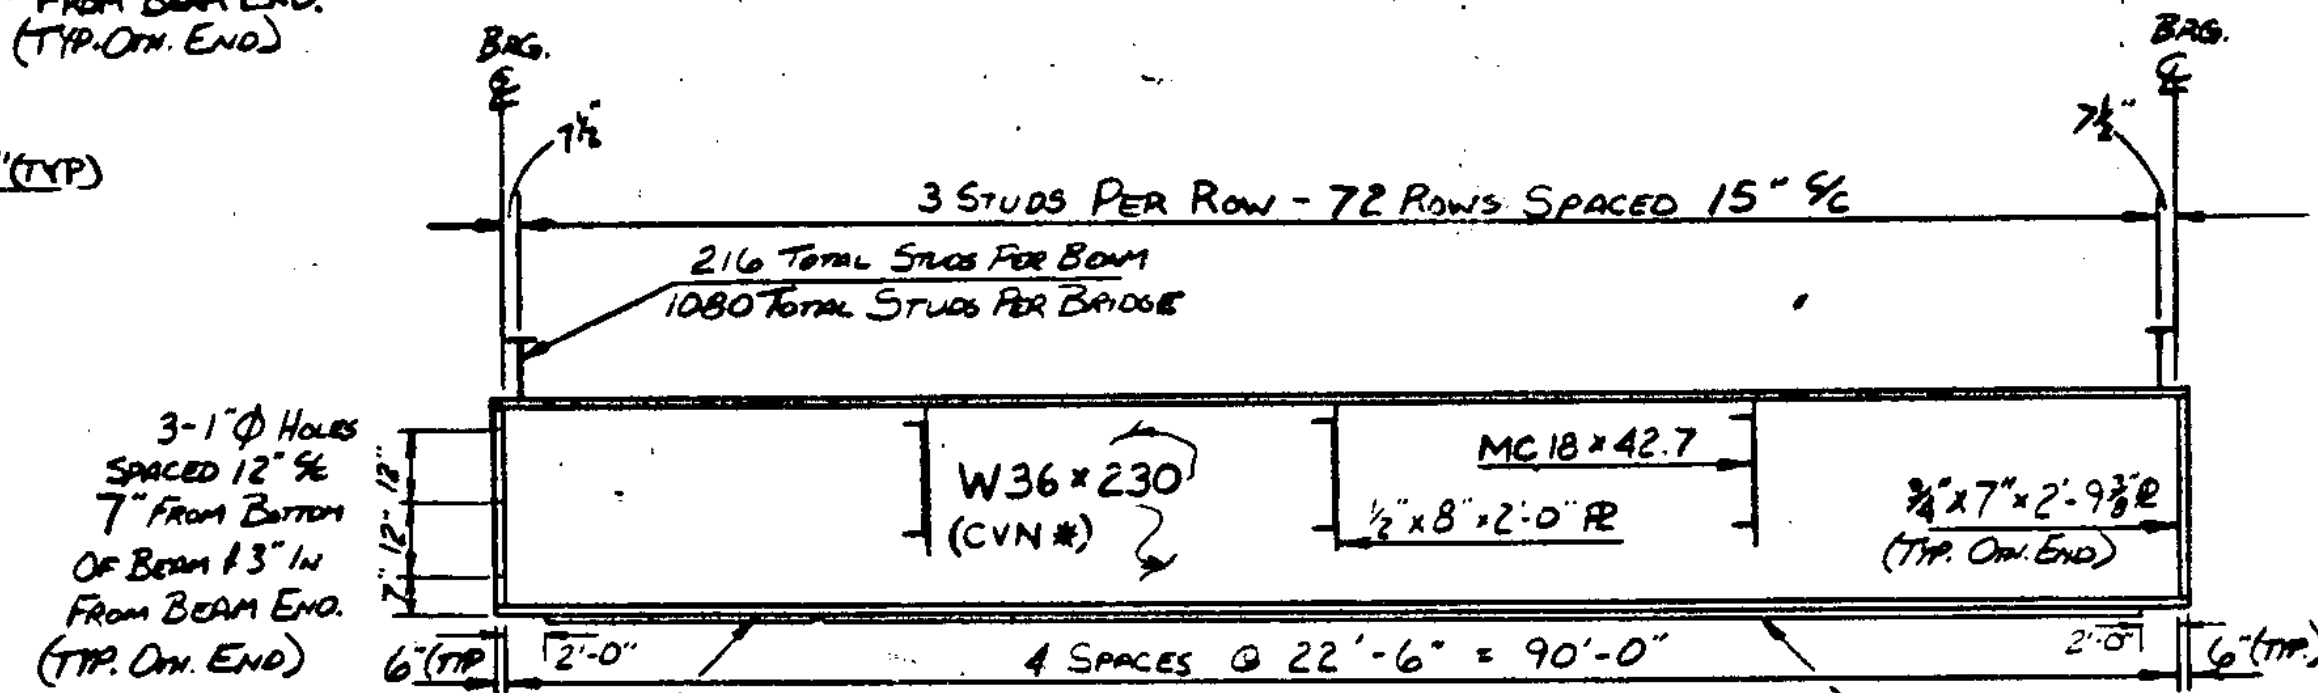 FROM BEAM END.
(TYP. OTH. END)
"(TYP)
BRG.
℄
BRG.
℄
7½"
7½"
3 STUDS PER ROW - 72 ROWS SPACED 15" C/C
216 TOTAL STUDS PER BEAM
1080 TOTAL STUDS PER BRIDGE
3-1"Φ HOLES
SPACED 12" C/C
7" FROM BOTTOM
OF BEAM & 3" IN
FROM BEAM END.
(TYP. OTH. END)
12"
12"
7"
W36 x 230
(CVN *)
MC 18 x 42.7
½" x 8" x 2'-0" PL
¾" x 7" x 2'-9⅜" PL
(TYP. OTH. END)
6"(TYP
2'-0"
4 SPACES @ 22'-6" = 90'-0"
2'-0"
6"(TYP.)